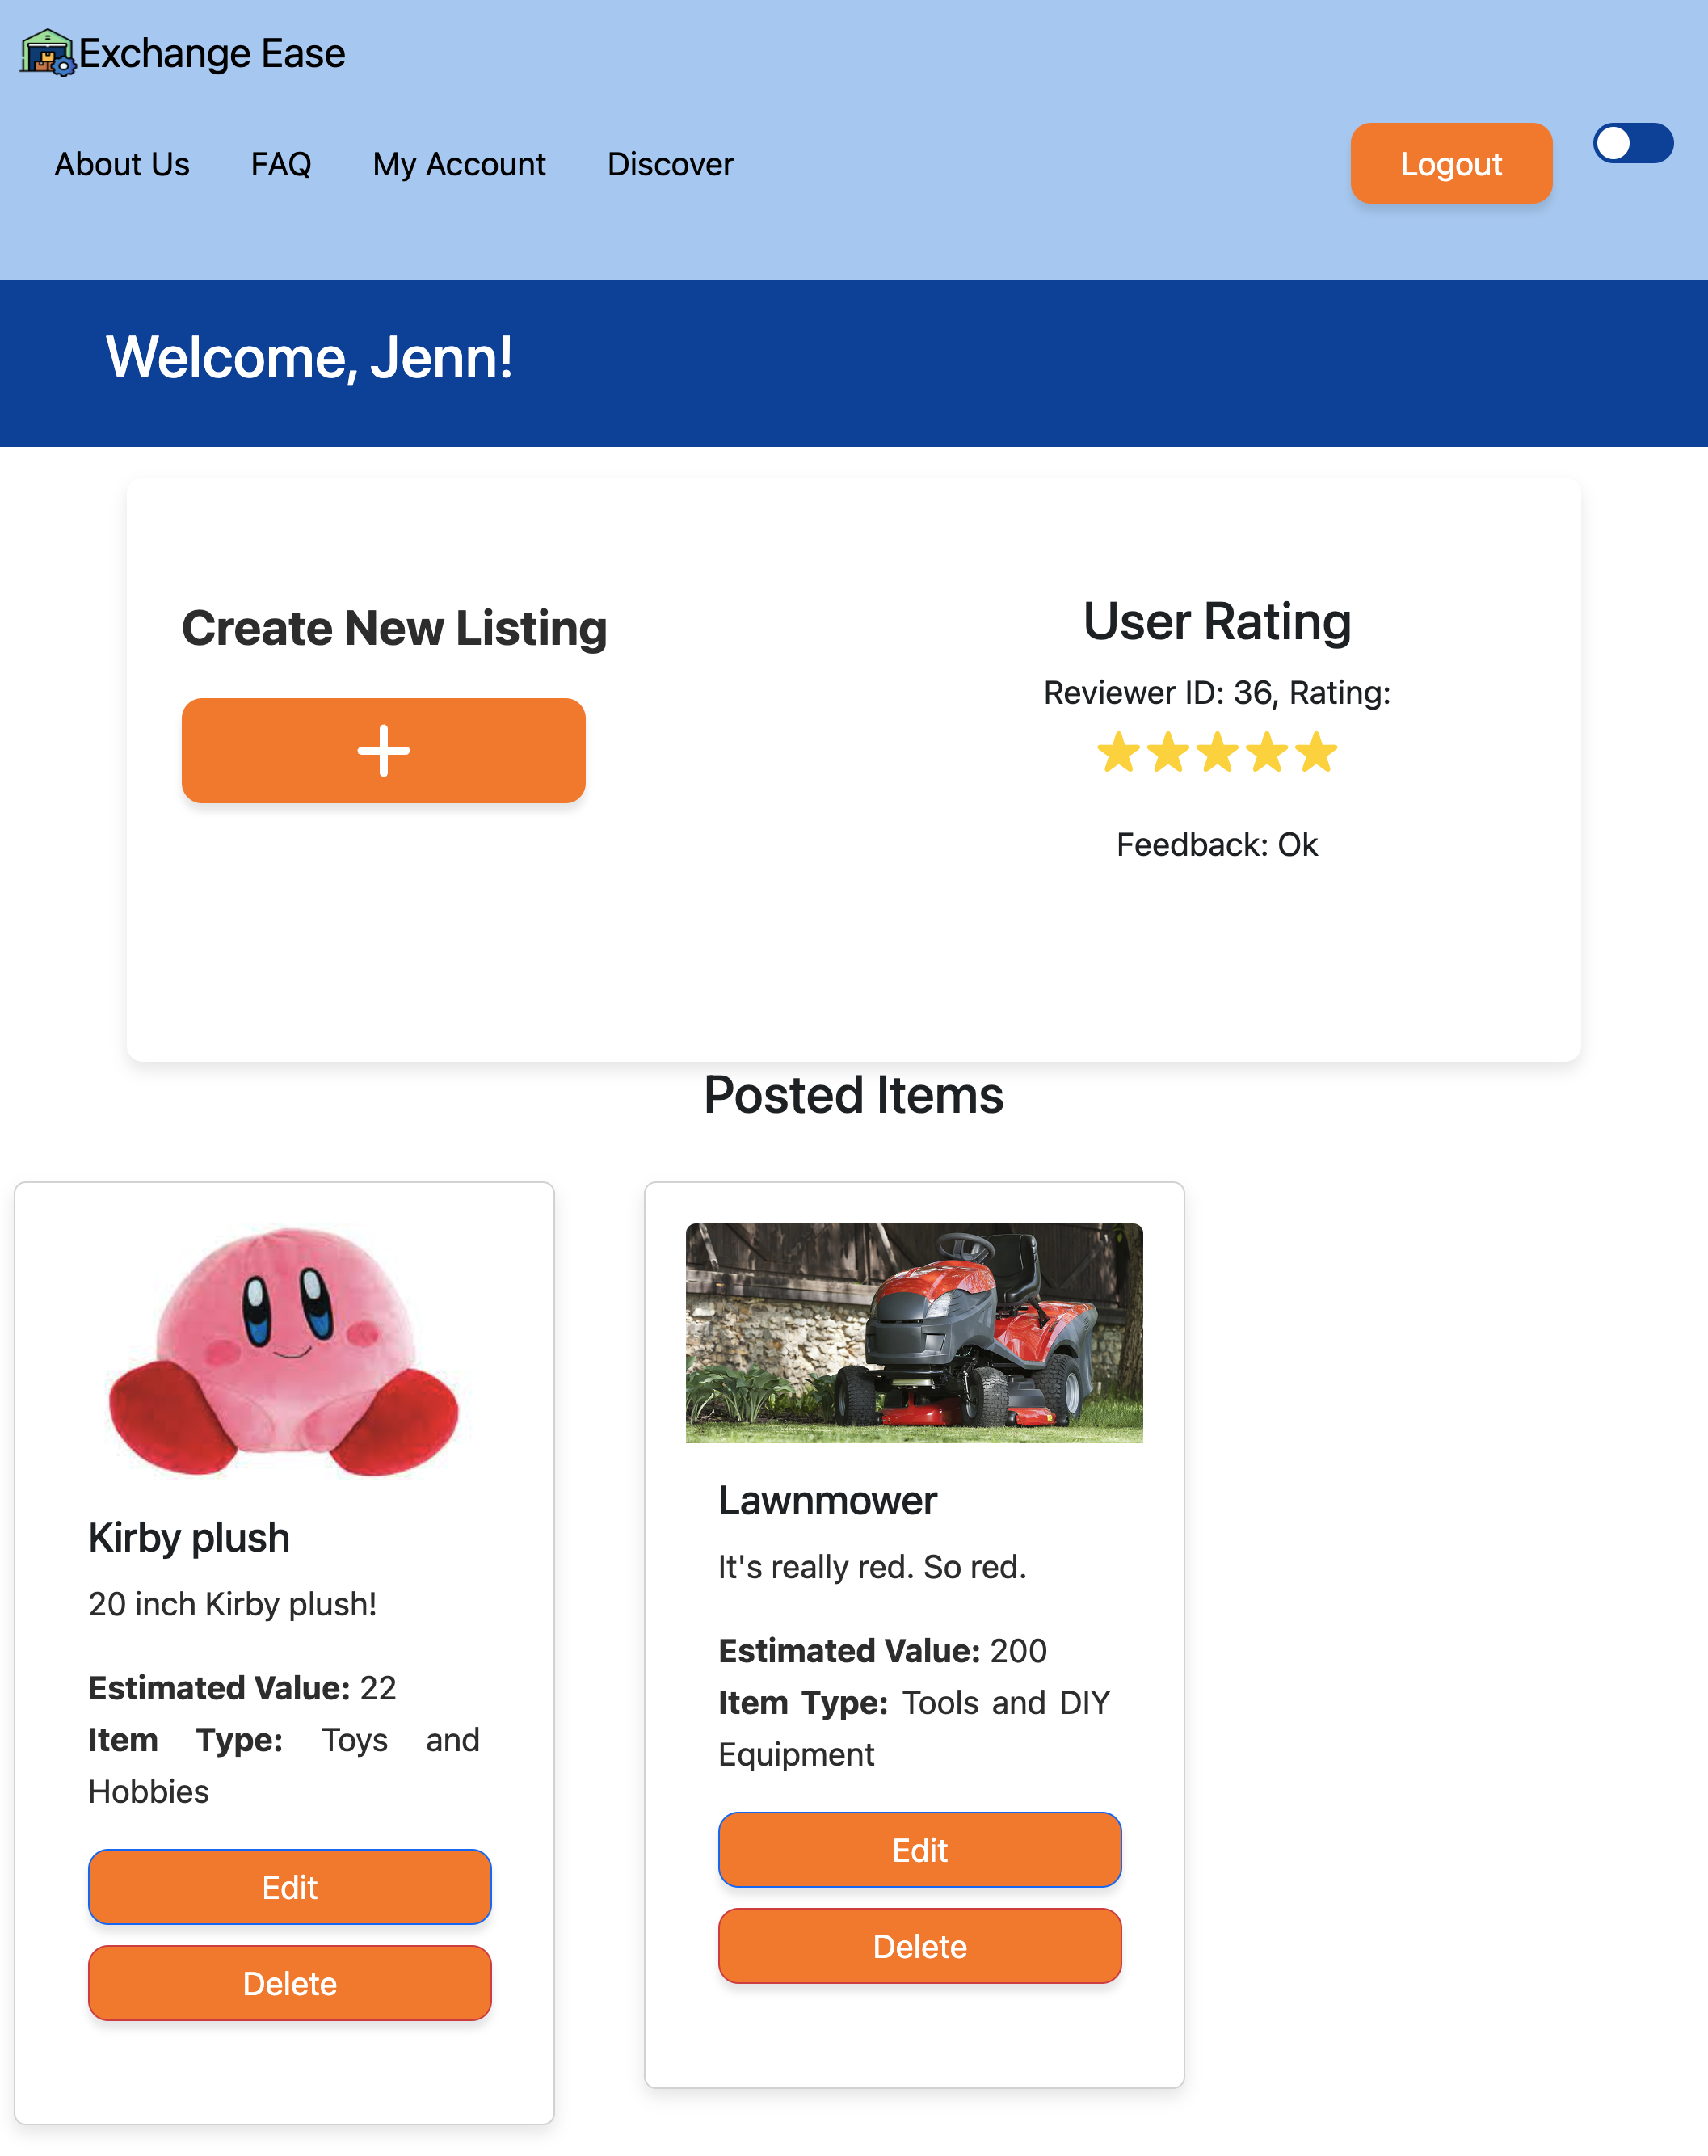 Exchange Ease
About Us FAQ My Account Discover
Logout
Welcome, Jenn!
Create New Listing
User Rating
Reviewer ID: 36, Rating:
Feedback: Ok
Posted Items
Kirby plush
20 inch Kirby plush!
Estimated Value: 22
Item Type: Toys and
Hobbies
Edit
Delete
Lawnmower
It's really red. So red.
Estimated Value: 200
Item Type: Tools and DIY
Equipment
Edit
Delete